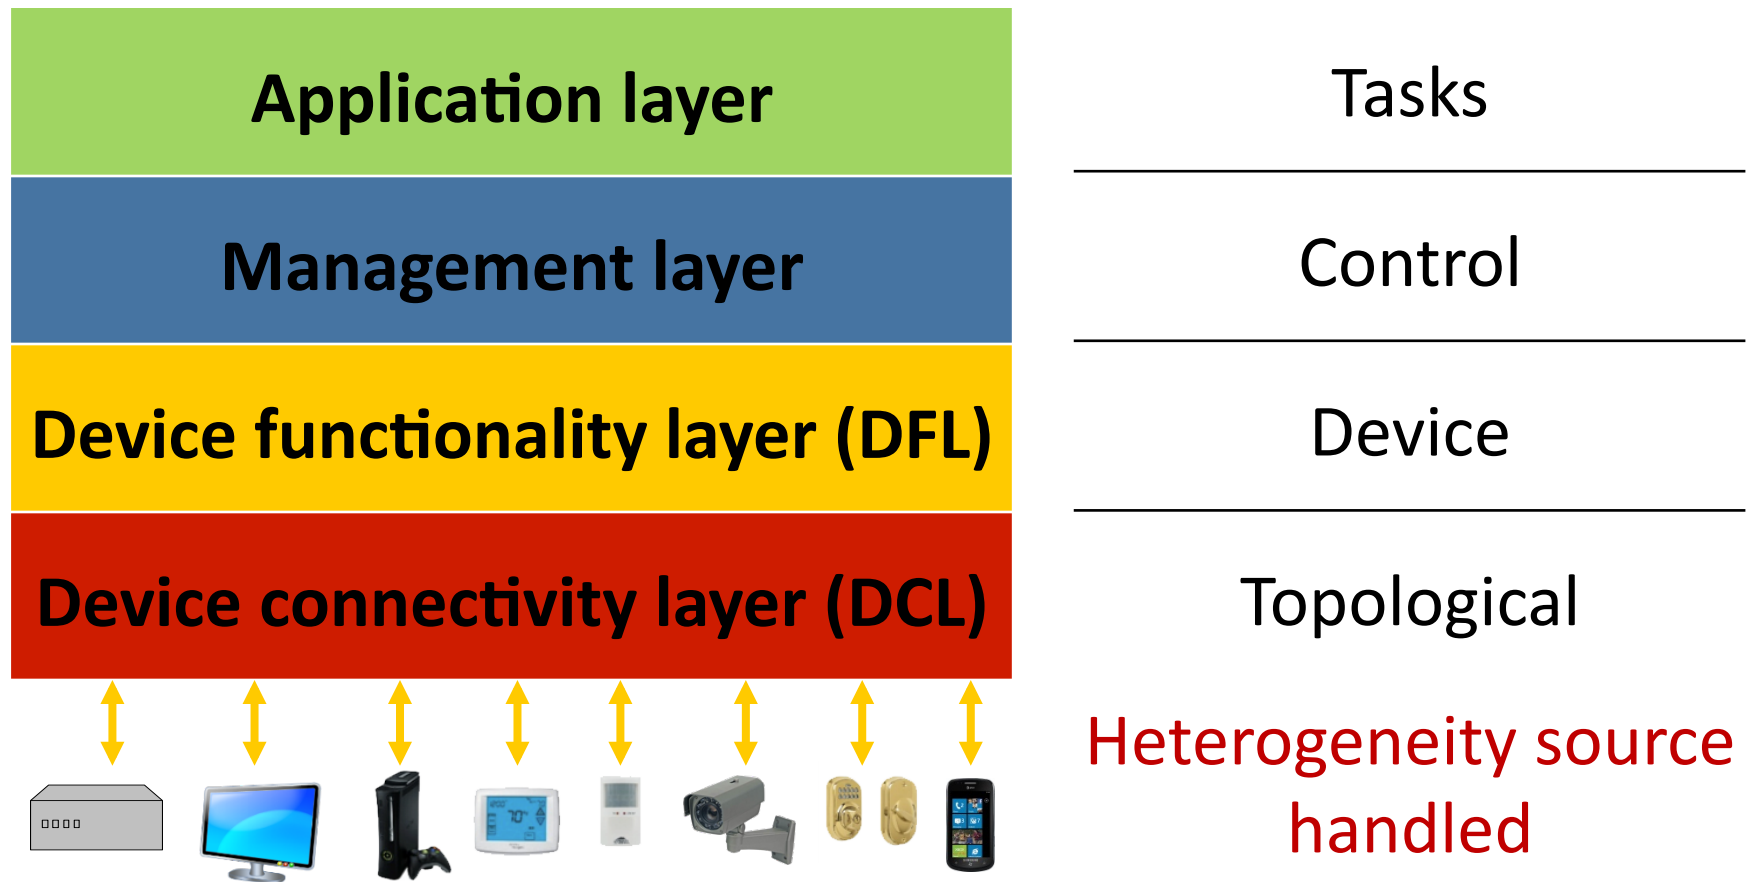 Application layer
Tasks
Management layer
Control
Device functionality layer (DFL)
Device
Device connectivity layer (DCL)
Topological
Heterogeneity source
handled
70